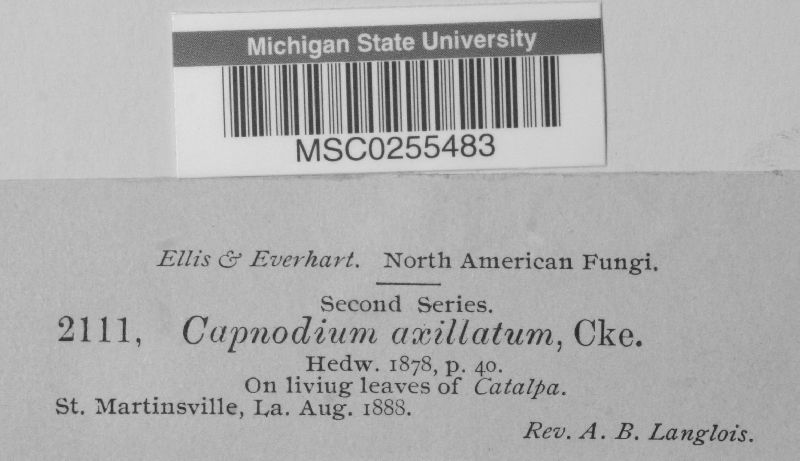 Michigan State University
MSC0255483
Ellis & Everhart. North American Fungi.
Second Series.
2111, Capnodium axillatum, Cke.
Hedw. 1878, p. 40.
On liviug leaves of Catalpa.
St. Martinsville, La. Aug. 1888.
Rev. A. B. Langlois.